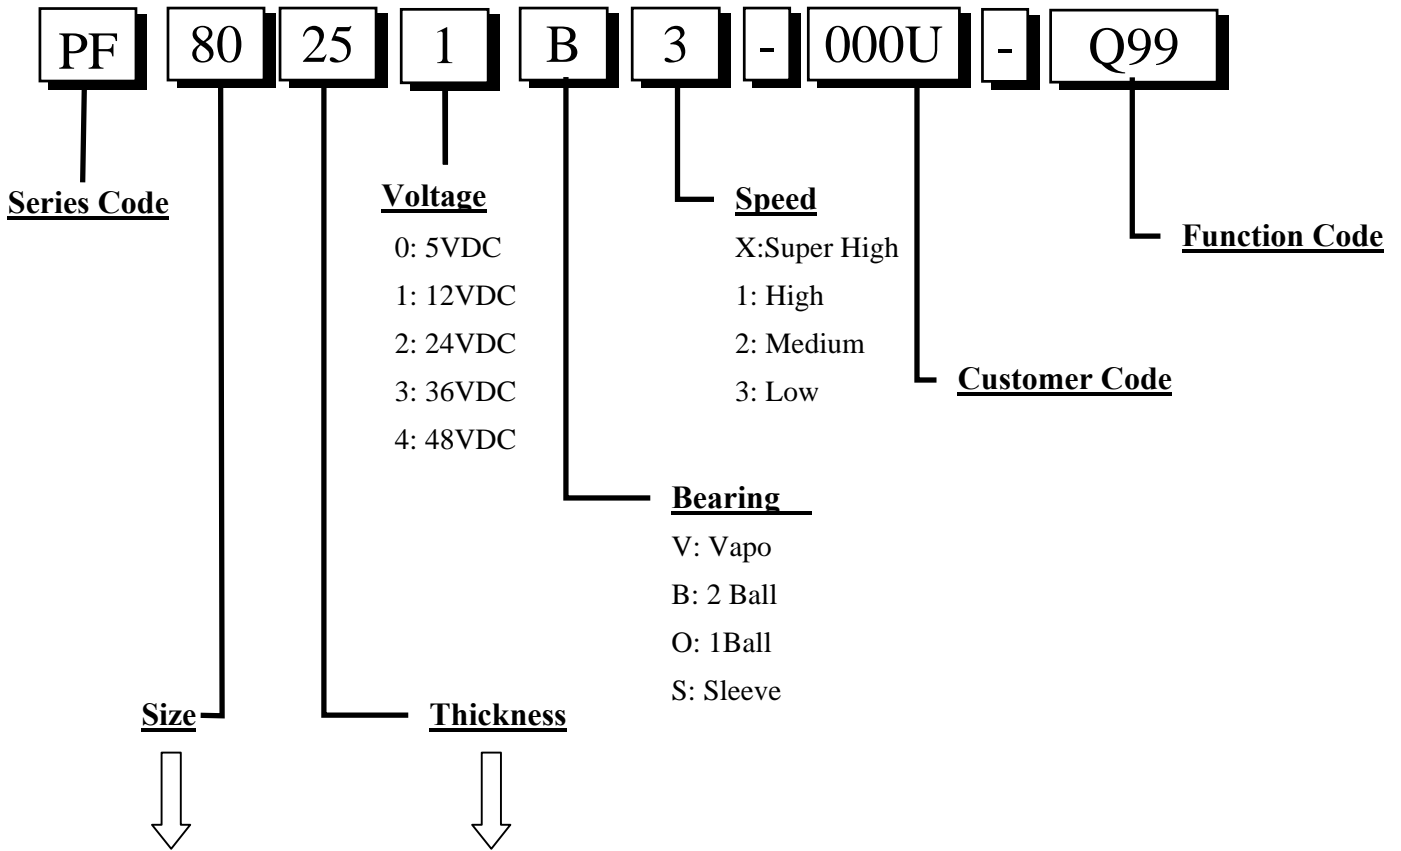 PF 80 25 1 B 3 - 000U - Q99
Series Code
Voltage
0: 5VDC
1: 12VDC
2: 24VDC
3: 36VDC
4: 48VDC
Speed
X:Super High
1: High
2: Medium
3: Low
Function Code
Customer Code
Bearing
V: Vapo
B: 2 Ball
O: 1Ball
S: Sleeve
Size
Thickness